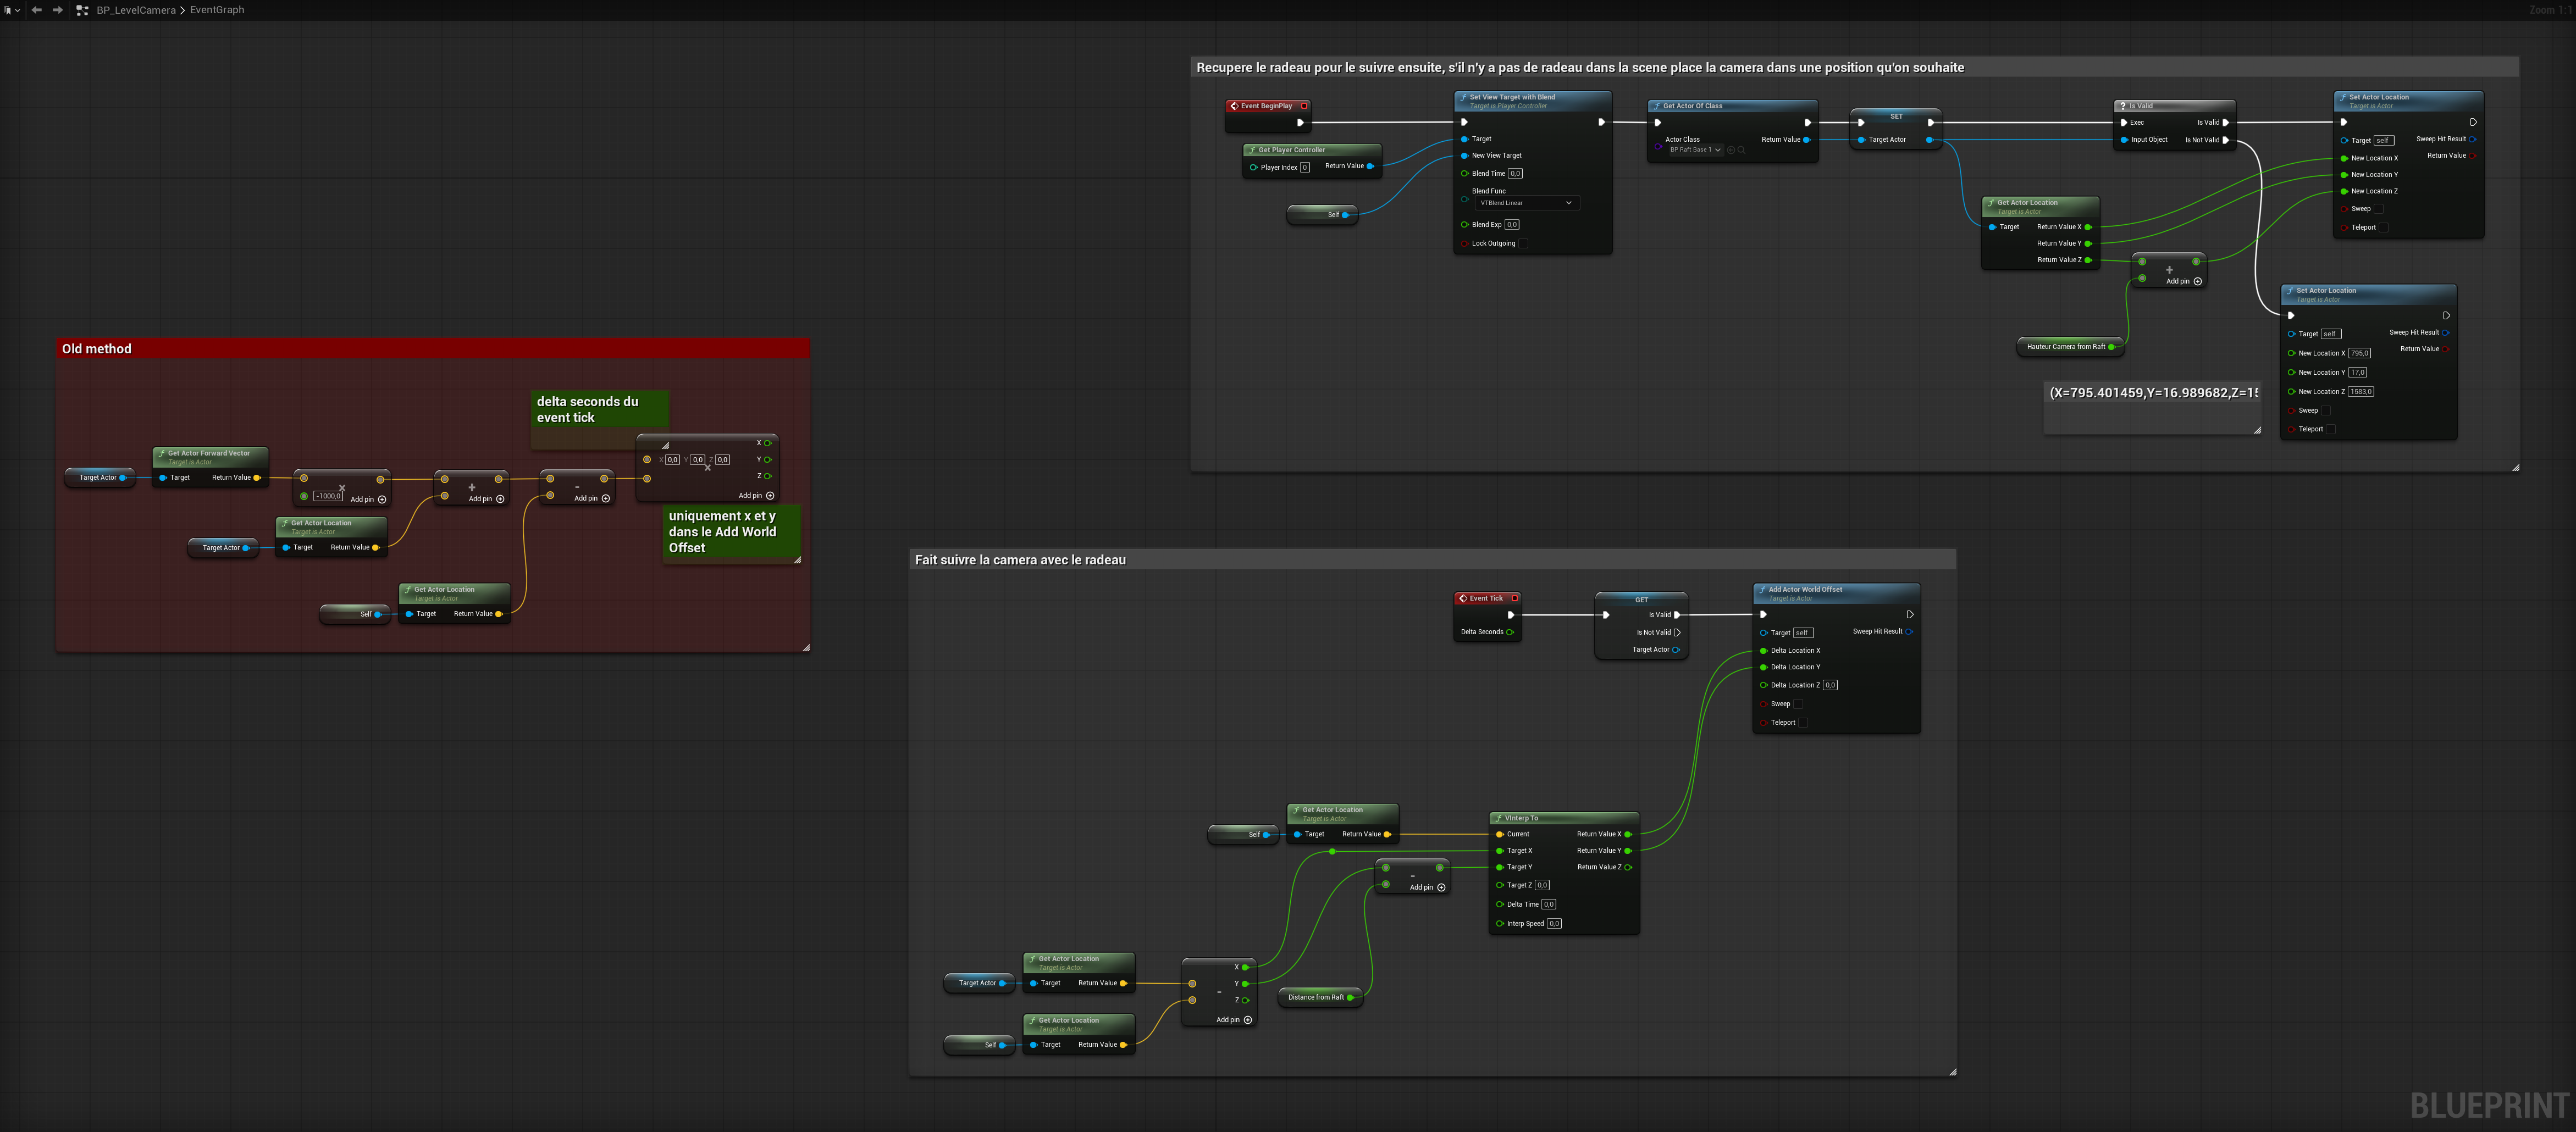 BP_LevelCamera > EventGraph
Zoom 1:1
Recupere le radeau pour le suivre ensuite, s'il n'y a pas de radeau dans la scene place la camera dans une position qu'on souhaite
Event BeginPlay
Get Player Controller
Player Index 0
Return Value
Self
Set View Target with Blend
Target is Player Controller
Target
New View Target
Blend Time 0,0
Blend Func
VTBlend Linear
Blend Exp 0,0
Lock Outgoing
Get Actor Of Class
Actor Class
BP Raft Base 1
Return Value
SET
Target Actor
Is Valid
Exec
Is Valid
Input Object
Is Not Valid
Get Actor Location
Target is Actor
Target
Return Value X
Return Value Y
Return Value Z
+
Add pin
Hauteur Camera from Raft
Set Actor Location
Target is Actor
Target self
Sweep Hit Result
New Location X
Return Value
New Location Y
New Location Z
Sweep
Teleport
Set Actor Location
Target is Actor
Target self
Sweep Hit Result
New Location X 795,0
Return Value
New Location Y 17,0
New Location Z 1583,0
Sweep
Teleport
(X=795.401459,Y=16.989682,Z=15
Old method
delta seconds du
event tick
Target Actor
Get Actor Forward Vector
Target is Actor
Target
Return Value
-1000,0
Add pin
+
Add pin
-
Add pin
X 0,0 Y 0,0 Z 0,0
X
Y
Z
Add pin
uniquement x et y
dans le Add World
Offset
Target Actor
Get Actor Location
Target is Actor
Target
Return Value
Self
Get Actor Location
Target is Actor
Target
Return Value
Fait suivre la camera avec le radeau
Event Tick
Delta Seconds
GET
Is Valid
Is Not Valid
Target Actor
Add Actor World Offset
Target is Actor
Target self
Sweep Hit Result
Delta Location X
Delta Location Y
Delta Location Z 0,0
Sweep
Teleport
Self
Get Actor Location
Target is Actor
Target
Return Value
VInterp To
Current
Return Value X
Target X
Return Value Y
Target Y
Return Value Z
Target Z 0,0
Delta Time 0,0
Interp Speed 0,0
-
Add pin
Target Actor
Get Actor Location
Target is Actor
Target
Return Value
X
Y
Z
-
Add pin
Distance from Raft
Self
Get Actor Location
Target is Actor
Target
Return Value
BLUEPRINT